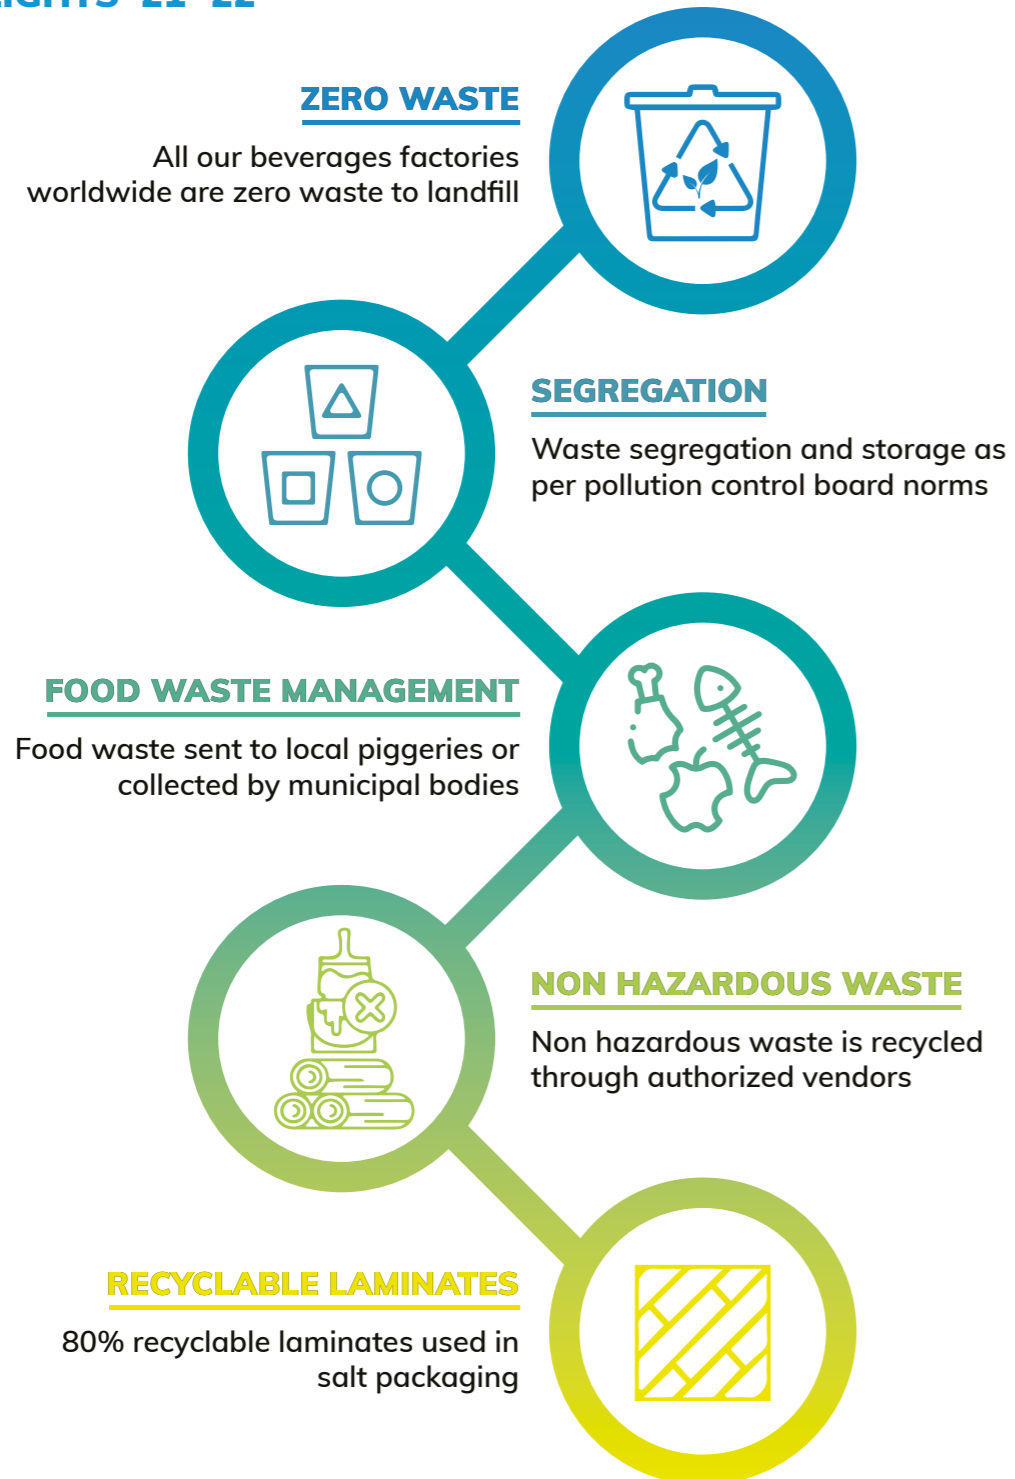 21 22
ZERO WASTE
All our beverages factories
worldwide are zero waste to landfill
SEGREGATION
Waste segregation and storage as
per pollution control board norms
FOOD WASTE MANAGEMENT
Food waste sent to local piggeries or
collected by municipal bodies
NON HAZARDOUS WASTE
Non hazardous waste is recycled
through authorized vendors
RECYCLABLE LAMINATES
80% recyclable laminates used in
salt packaging